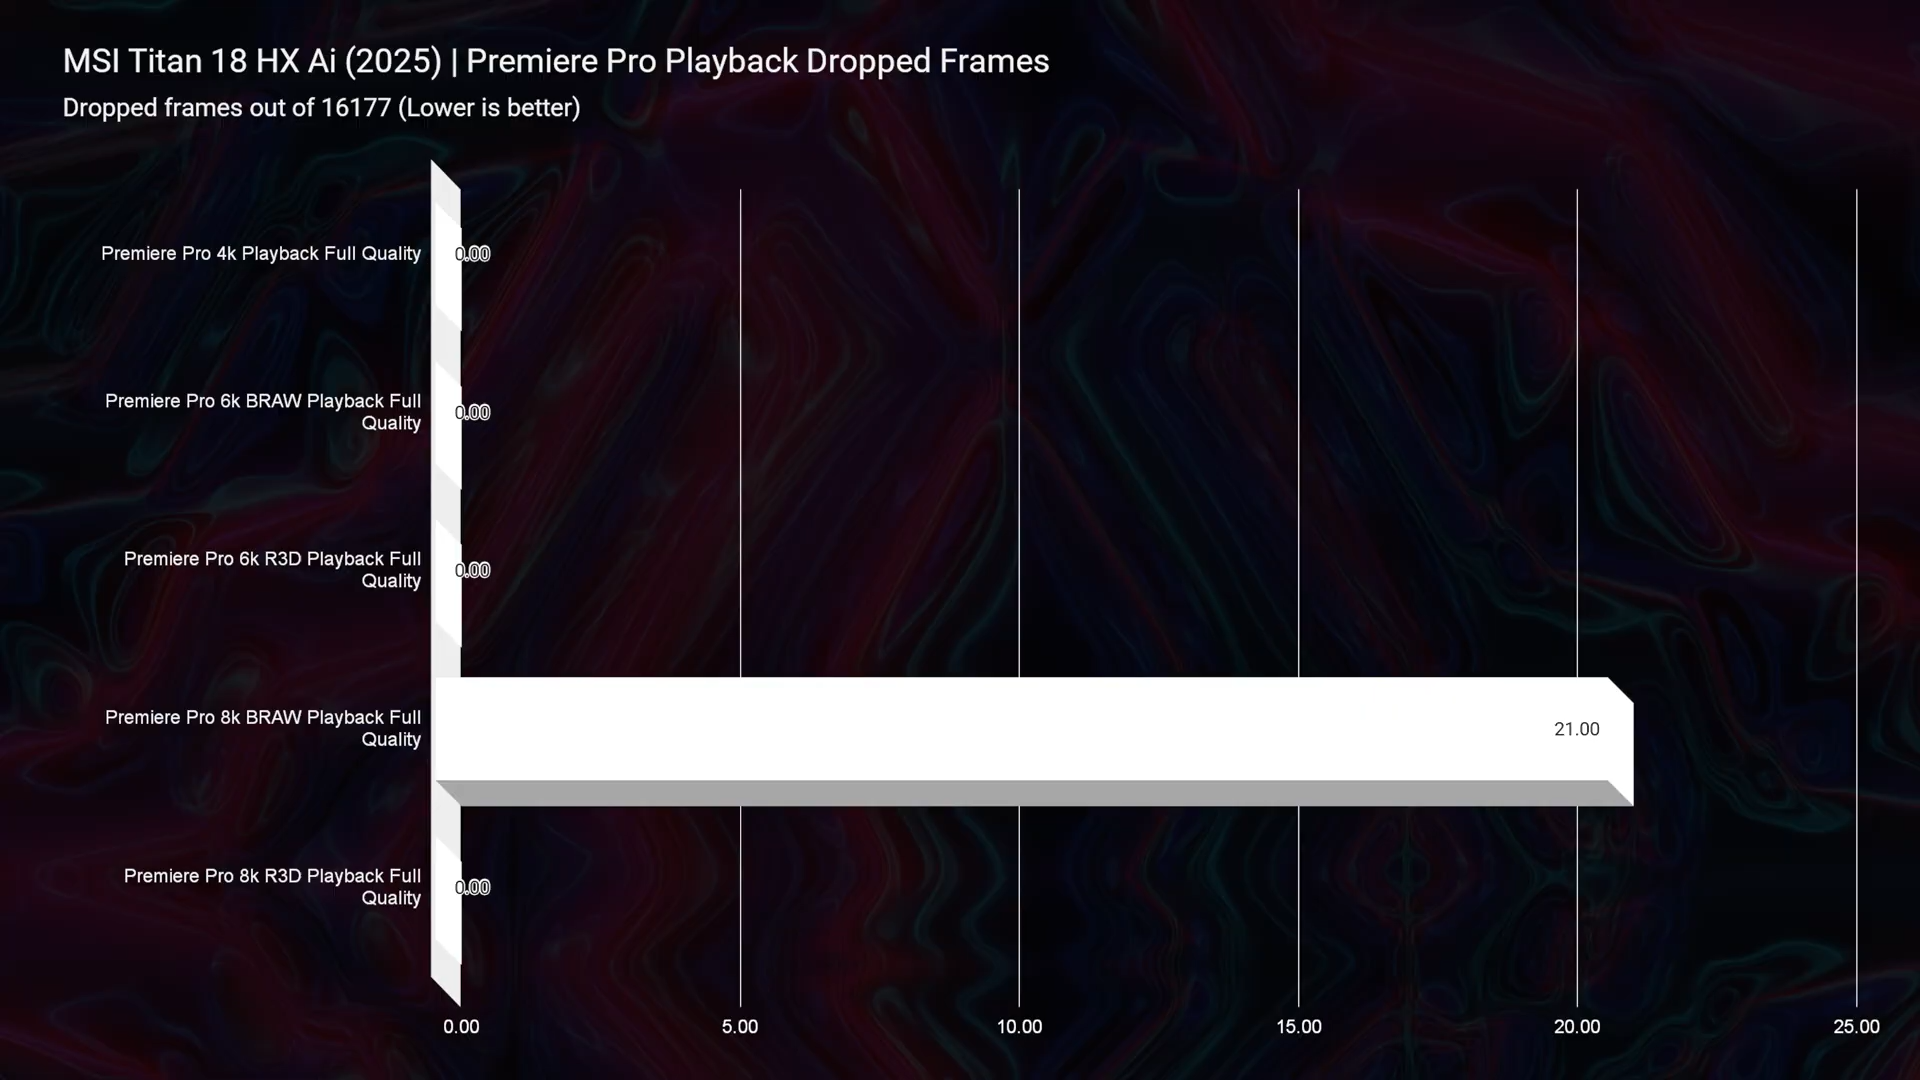 MSI Titan 18 HX Ai (2025) | Premiere Pro Playback Dropped Frames
Dropped frames out of 16177 (Lower is better)
Premiere Pro 4k Playback Full Quality
0.00
Premiere Pro 6k BRAW Playback Full
Quality
0.00
Premiere Pro 6k R3D Playback Full
Quality
0.00
Premiere Pro 8k BRAW Playback Full
Quality
21.00
Premiere Pro 8k R3D Playback Full
Quality
0.00
0.00 5.00 10.00 15.00 20.00 25.00